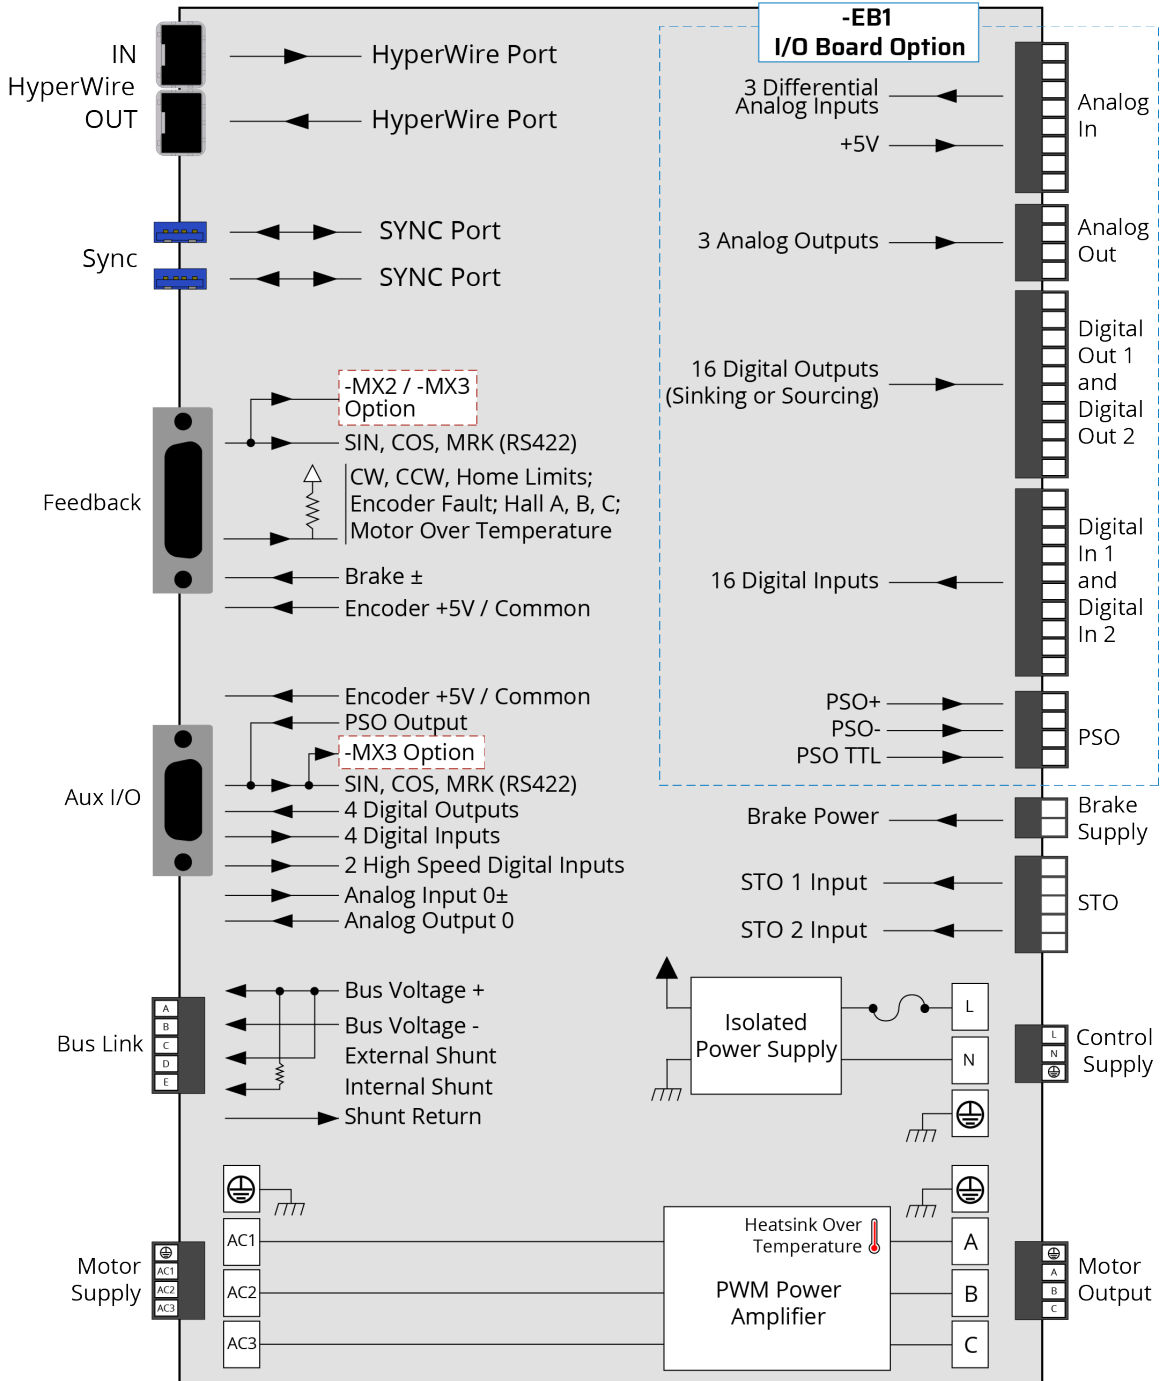 -EB1
I/O Board Option
IN
HyperWire
OUT
HyperWire Port
HyperWire Port
Sync
SYNC Port
SYNC Port
Feedback
-MX2 / -MX3
Option
SIN, COS, MRK (RS422)
CW, CCW, Home Limits;
Encoder Fault; Hall A, B, C;
Motor Over Temperature
Brake ±
Encoder +5V / Common
Aux I/O
Encoder +5V / Common
PSO Output
-MX3 Option
SIN, COS, MRK (RS422)
4 Digital Outputs
4 Digital Inputs
2 High Speed Digital Inputs
Analog Input 0±
Analog Output 0
Bus Link
A
B
C
D
E
Bus Voltage +
Bus Voltage -
External Shunt
Internal Shunt
Shunt Return
Motor
Supply
AC1
AC2
AC3
AC1
AC2
AC3
3 Differential
Analog Inputs
+5V
Analog
In
3 Analog Outputs
Analog
Out
16 Digital Outputs
(Sinking or Sourcing)
Digital
Out 1
and
Digital
Out 2
16 Digital Inputs
Digital
In 1
and
Digital
In 2
PSO+
PSO-
PSO TTL
PSO
Brake Power
Brake
Supply
STO 1 Input
STO 2 Input
STO
Isolated
Power Supply
L
N
L
N
Control
Supply
Heatsink Over
Temperature
PWM Power
Amplifier
A
B
C
A
B
C
Motor
Output